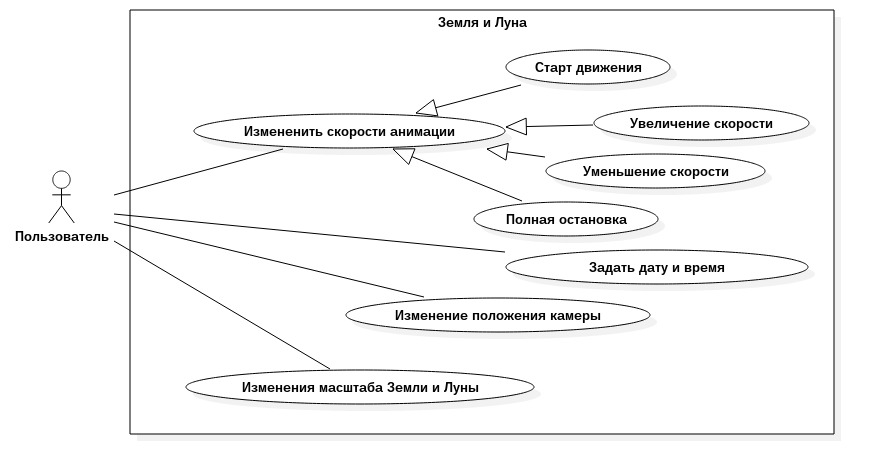 Земля и Луна
Старт движения
Увеличение скорости
Измененить скорости анимации
Уменьшение скорости
Полная остановка
Пользователь
Задать дату и время
Изменение положения камеры
Изменения масштаба Земли и Луны